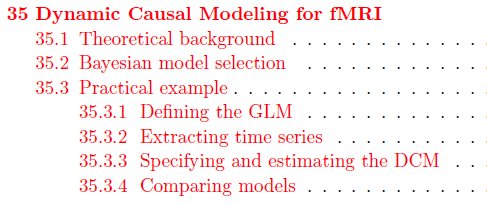 35 Dynamic Causal Modeling for fMRI
35.1 Theoretical background . . . . . . . . . . . . . .
35.2 Bayesian model selection . . . . . . . . . . . . .
35.3 Practical example . . . . . . . . . . . . . . . . . .
35.3.1 Defining the GLM . . . . . . . . . . . . .
35.3.2 Extracting time series . . . . . . . . . . .
35.3.3 Specifying and estimating the DCM . . .
35.3.4 Comparing models . . . . . . . . . . . . .